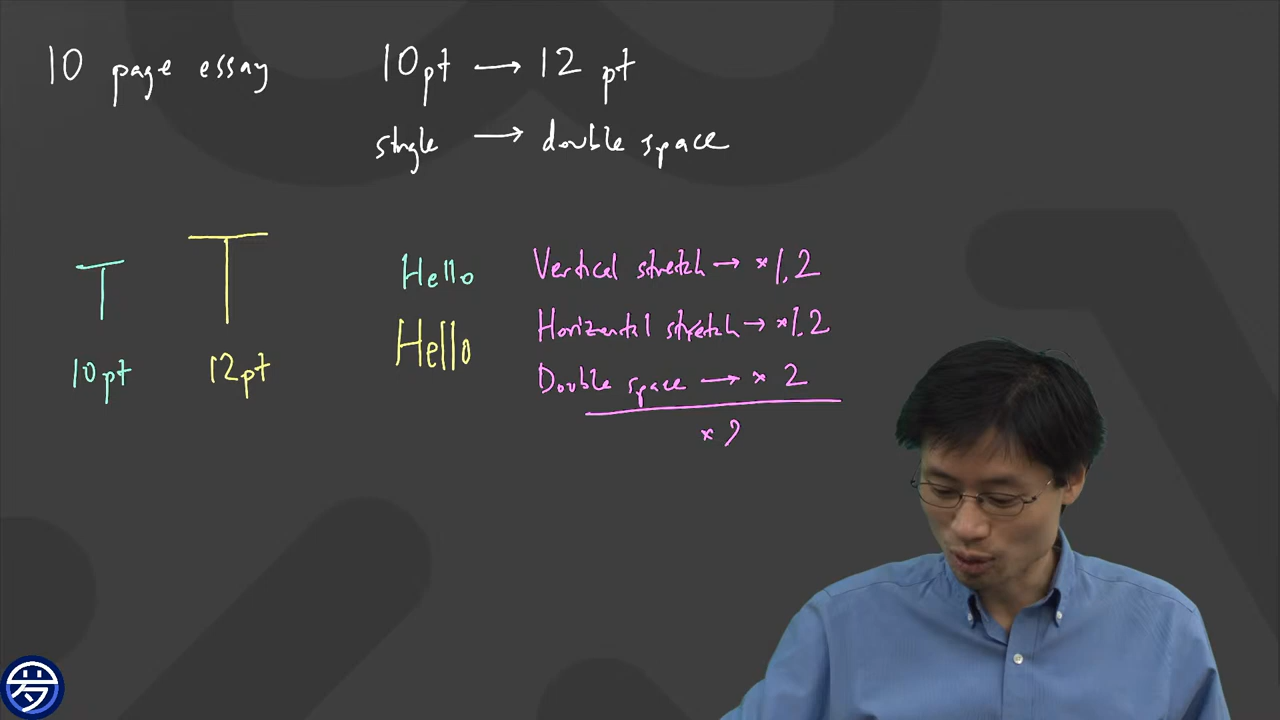 10 page essay
10pt → 12 pt
single → double space
T
T
10pt
12pt
Hello
Hello
Vertical stretch → × 1.2
Horizontal stretch → × 1.2
Double space → × 2
× 2